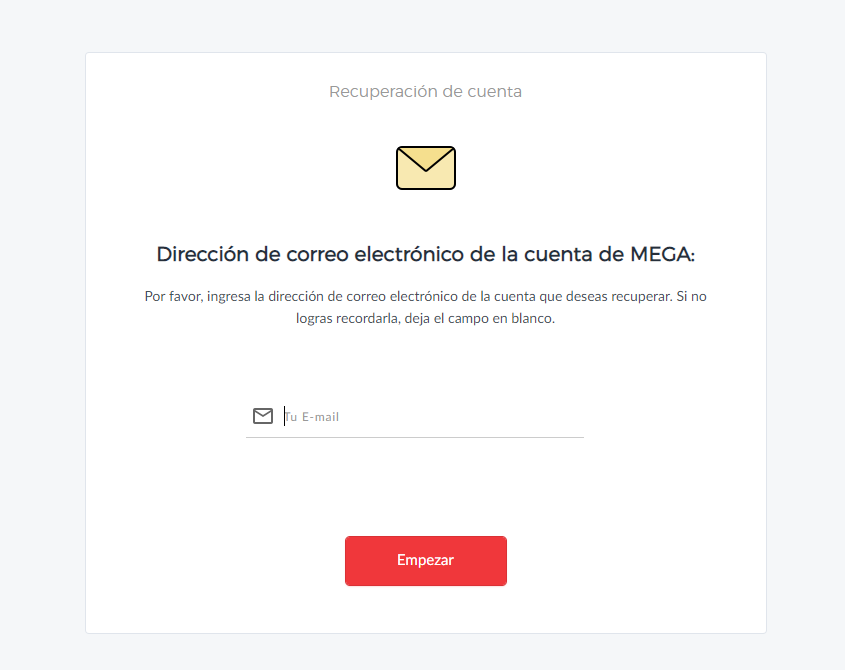 Recuperación de cuenta
Dirección de correo electrónico de la cuenta de MEGA:
Por favor, ingresa la dirección de correo electrónico de la cuenta que deseas recuperar. Si no
logras recordarla, deja el campo en blanco.
Tu E-mail
Empezar